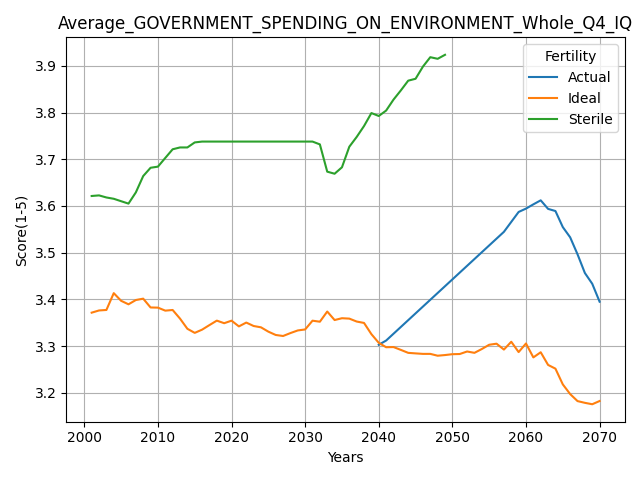 Average_GOVERNMENT_SPENDING_ON_ENVIRONMENT_Whole_Q4_IQ
Fertility
Actual
Ideal
Sterile
Score(1-5)
3.9
3.8
3.7
3.6
3.5
3.4
3.3
3.2
2000 2010 2020 2030 2040 2050 2060 2070
Years